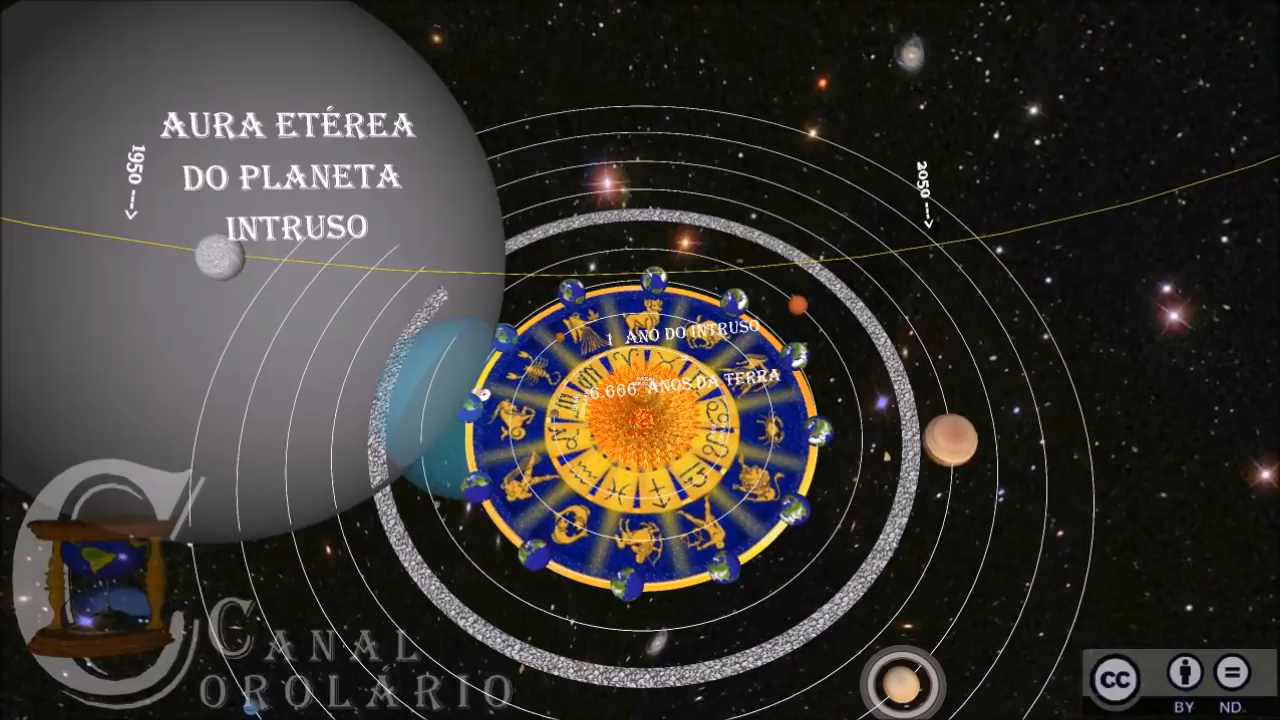 AURA ETÉREA
DO PLANETA
INTRUSO
1950 --->
2050 --->
1 ANO DO INTRUSO
6.666 ANOS DA TERRA
CANAL
COROLÁRIO
CC
BY ND